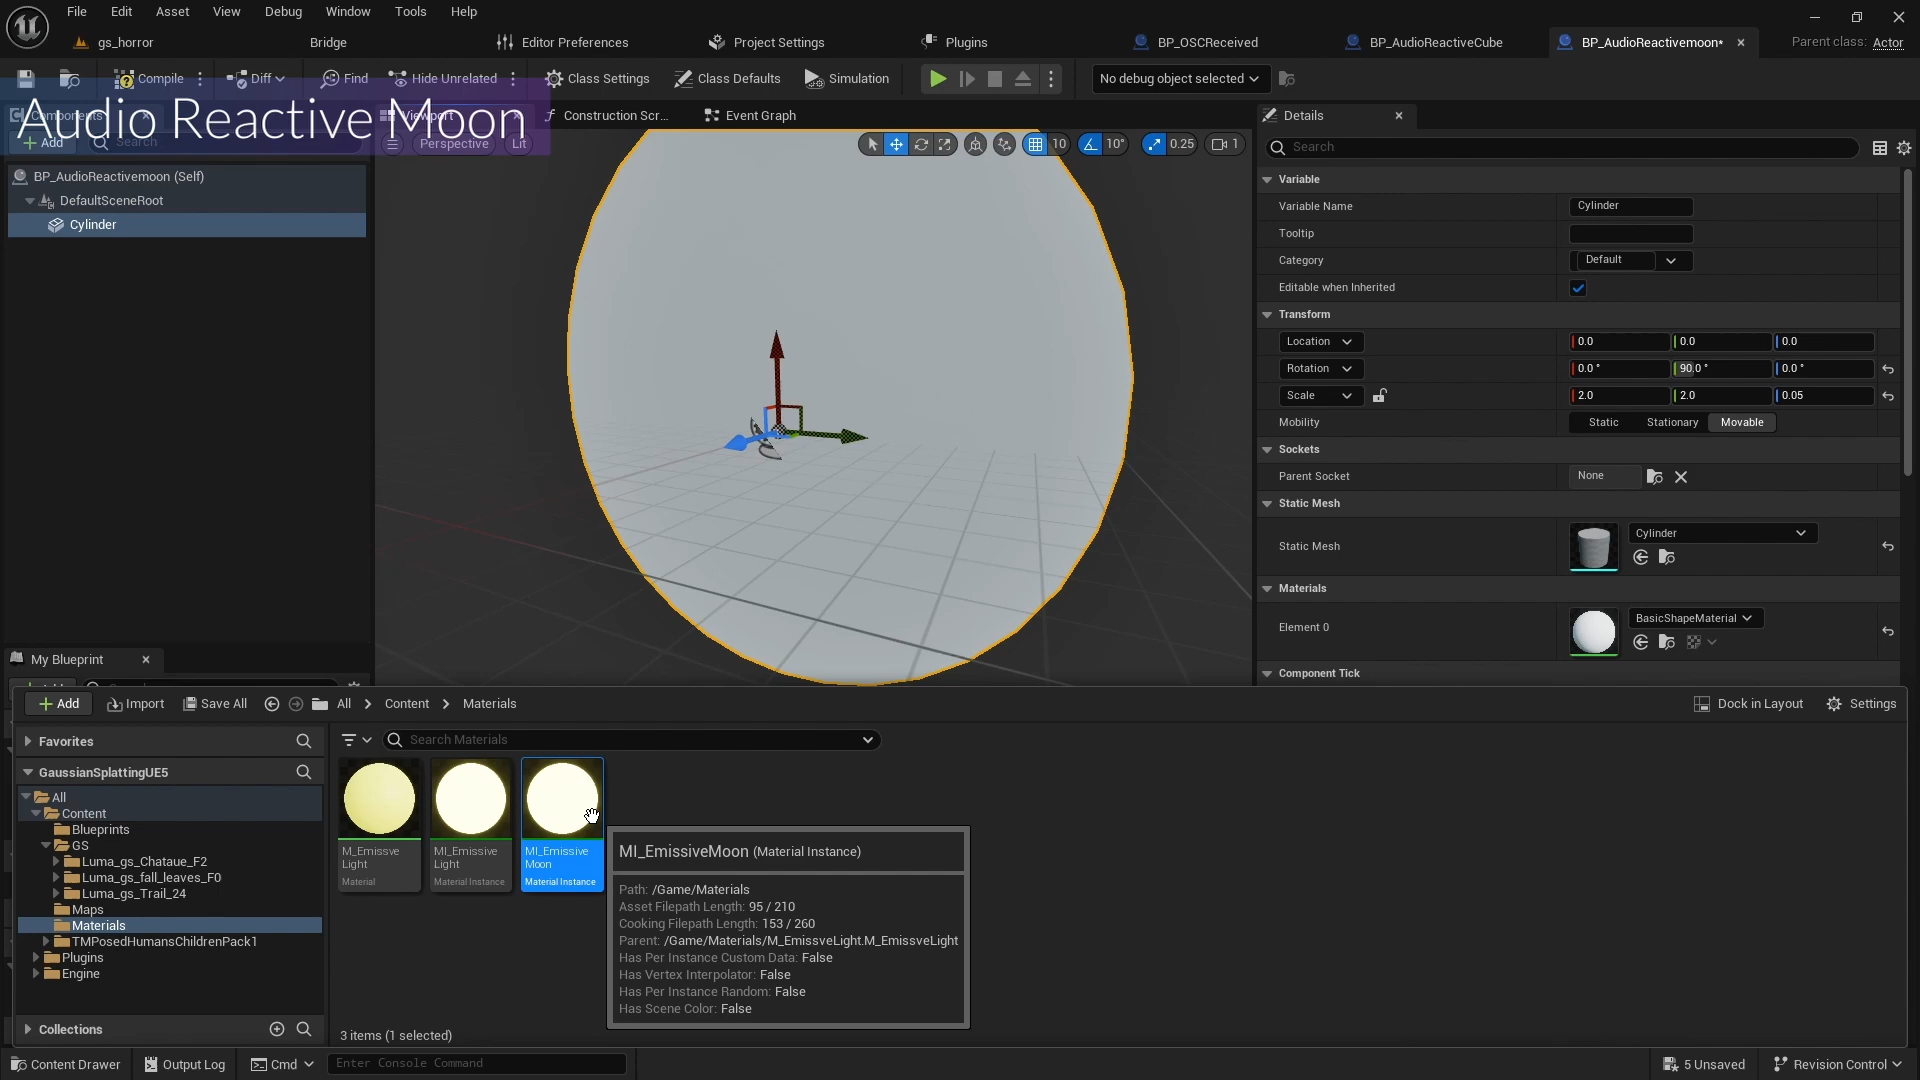 File Edit Asset View Debug Window Tools Help
gs_horror Bridge Editor Preferences Project Settings Plugins BP_OSCReceived BP_AudioReactiveCube BP_AudioReactivemoon* Parent class: Actor
Compile Diff Find Hide Unrelated Class Settings Class Defaults Simulation No debug object selected
Audio Reactive Moon
Components Viewport Construction Scr... Event Graph Details
Add Search Perspective Lit 10 10° 0.25 1 Search
BP_AudioReactivemoon (Self)
DefaultSceneRoot
Cylinder
Variable
Variable Name Cylinder
Tooltip
Category Default
Editable when Inherited
Transform
Location 0.0 0.0 0.0
Rotation 0.0 ° 90.0 ° 0.0 °
Scale 2.0 2.0 0.05
Mobility Static Stationary Movable
Sockets
Parent Socket None
Static Mesh
Static Mesh Cylinder
Materials
Element 0 BasicShapeMaterial
Component Tick
My Blueprint
Add Import Save All All Content Materials Dock in Layout Settings
Favorites Search Materials
GaussianSplattingUE5
All
Content
Blueprints
GS
Luma_gs_Chataue_F2
Luma_gs_fall_leaves_F0
Luma_gs_Trail_24
Maps
Materials
TMPosedHumansChildrenPack1
Plugins
Engine
Collections
M_Emissve
Light
Material
MI_Emissive
Light
Material Instance
MI_Emissive
Moon
Material Instance
MI_EmissiveMoon (Material Instance)
Path: /Game/Materials
Asset Filepath Length: 95 / 210
Cooking Filepath Length: 153 / 260
Parent: /Game/Materials/M_EmissveLight.M_EmissveLight
Has Per Instance Custom Data: False
Has Vertex Interpolator: False
Has Per Instance Random: False
Has Scene Color: False
3 items (1 selected)
Content Drawer Output Log Cmd Enter Console Command 5 Unsaved Revision Control